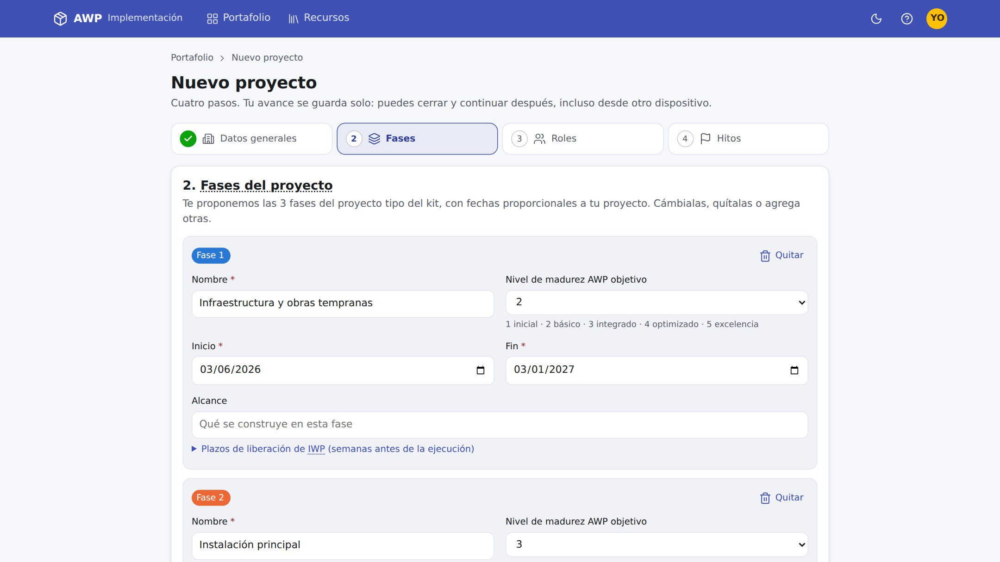 AWP Implementación Portafolio Recursos YO
Portafolio Nuevo proyecto
Nuevo proyecto
Cuatro pasos. Tu avance se guarda solo: puedes cerrar y continuar después, incluso desde otro dispositivo.
Datos generales 2 Fases 3 Roles 4 Hitos
2. Fases del proyecto
Te proponemos las 3 fases del proyecto tipo del kit, con fechas proporcionales a tu proyecto. Cámbialas, quítalas o agrega
otras.
Fase 1 Quitar
Nombre * Nivel de madurez AWP objetivo
Infraestructura y obras tempranas 2
1 inicial · 2 básico · 3 integrado · 4 optimizado · 5 excelencia
Inicio * Fin *
03/06/2026 03/01/2027
Alcance
Qué se construye en esta fase
Plazos de liberación de IWP (semanas antes de la ejecución)
Fase 2 Quitar
Nombre * Nivel de madurez AWP objetivo
Instalación principal 3